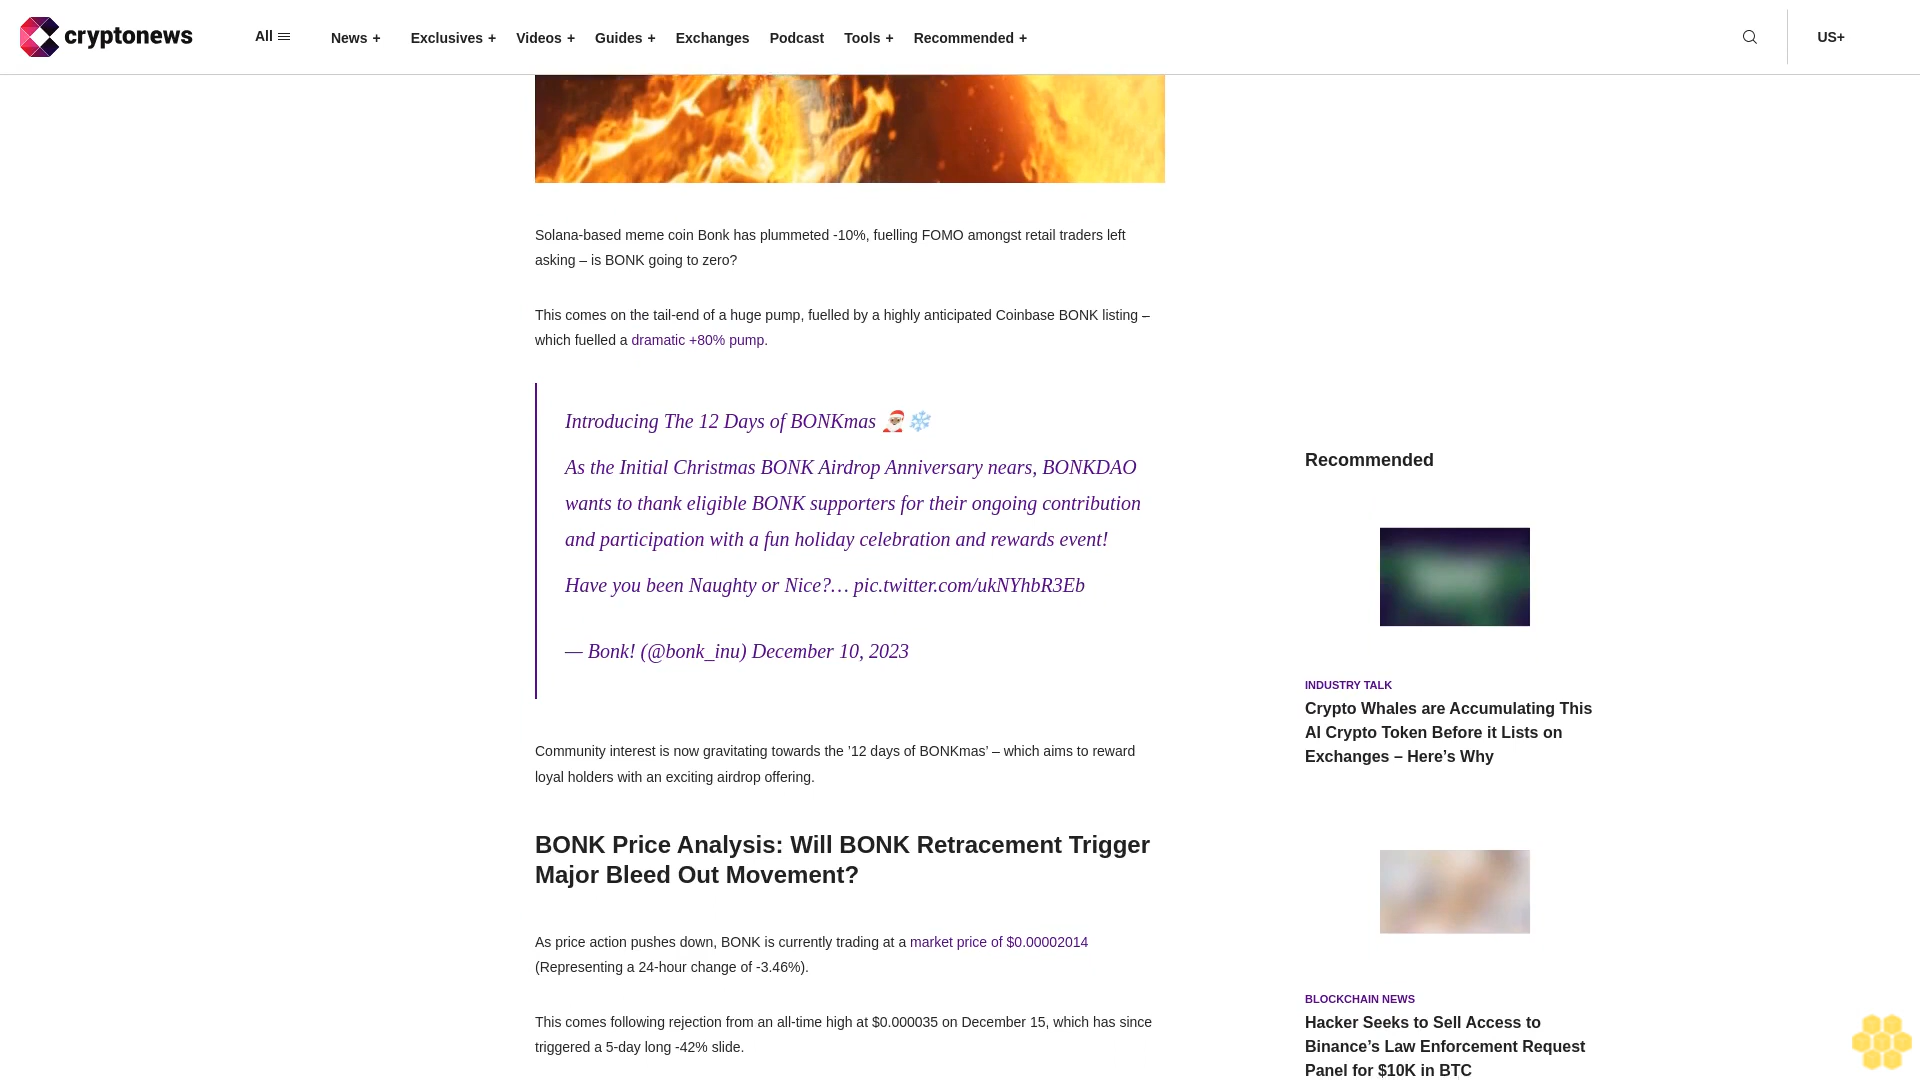 cryptonews
All
News +
Exclusives +
Videos +
Guides +
Exchanges
Podcast
Tools +
Recommended +
US+
Solana-based meme coin Bonk has plummeted -10%, fuelling FOMO amongst retail traders left
asking – is BONK going to zero?
This comes on the tail-end of a huge pump, fuelled by a highly anticipated Coinbase BONK listing –
which fuelled a dramatic +80% pump.
Introducing The 12 Days of BONKmas 🎅🏼❄️
As the Initial Christmas BONK Airdrop Anniversary nears, BONKDAO
wants to thank eligible BONK supporters for their ongoing contribution
and participation with a fun holiday celebration and rewards event!
Have you been Naughty or Nice?… pic.twitter.com/ukNYhbR3Eb
— Bonk! (@bonk_inu) December 10, 2023
Community interest is now gravitating towards the ’12 days of BONKmas’ – which aims to reward
loyal holders with an exciting airdrop offering.
BONK Price Analysis: Will BONK Retracement Trigger
Major Bleed Out Movement?
As price action pushes down, BONK is currently trading at a market price of $0.00002014
(Representing a 24-hour change of -3.46%).
This comes following rejection from an all-time high at $0.000035 on December 15, which has since
triggered a 5-day long -42% slide.
Recommended
INDUSTRY TALK
Crypto Whales are Accumulating This
AI Crypto Token Before it Lists on
Exchanges – Here’s Why
BLOCKCHAIN NEWS
Hacker Seeks to Sell Access to
Binance’s Law Enforcement Request
Panel for $10K in BTC